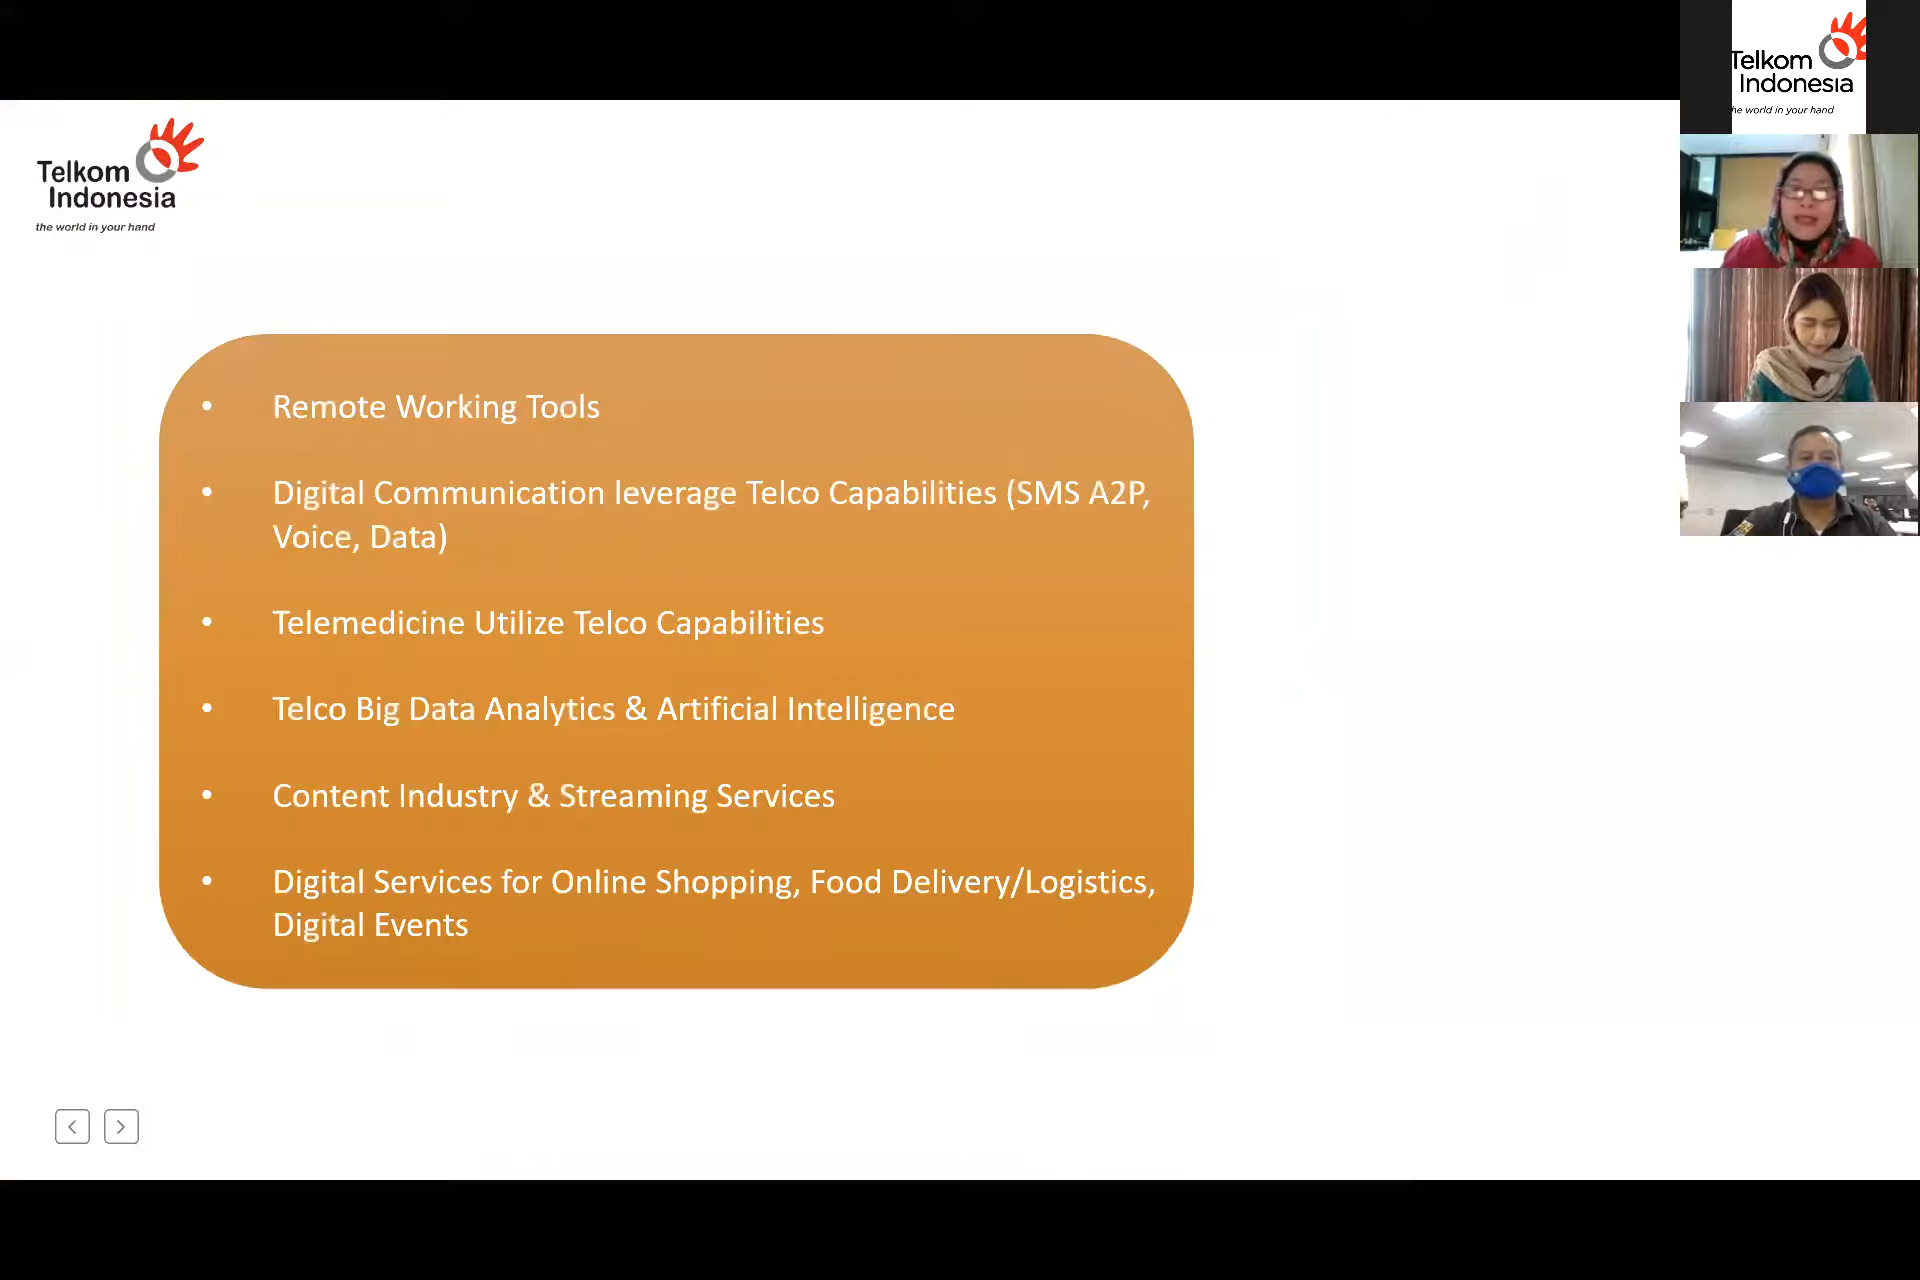 Telkom
Indonesia
the world in your hand
• Remote Working Tools
• Digital Communication leverage Telco Capabilities (SMS A2P,
Voice, Data)
• Telemedicine Utilize Telco Capabilities
• Telco Big Data Analytics & Artificial Intelligence
• Content Industry & Streaming Services
• Digital Services for Online Shopping, Food Delivery/Logistics,
Digital Events
Telkom
Indonesia
he world in your hand